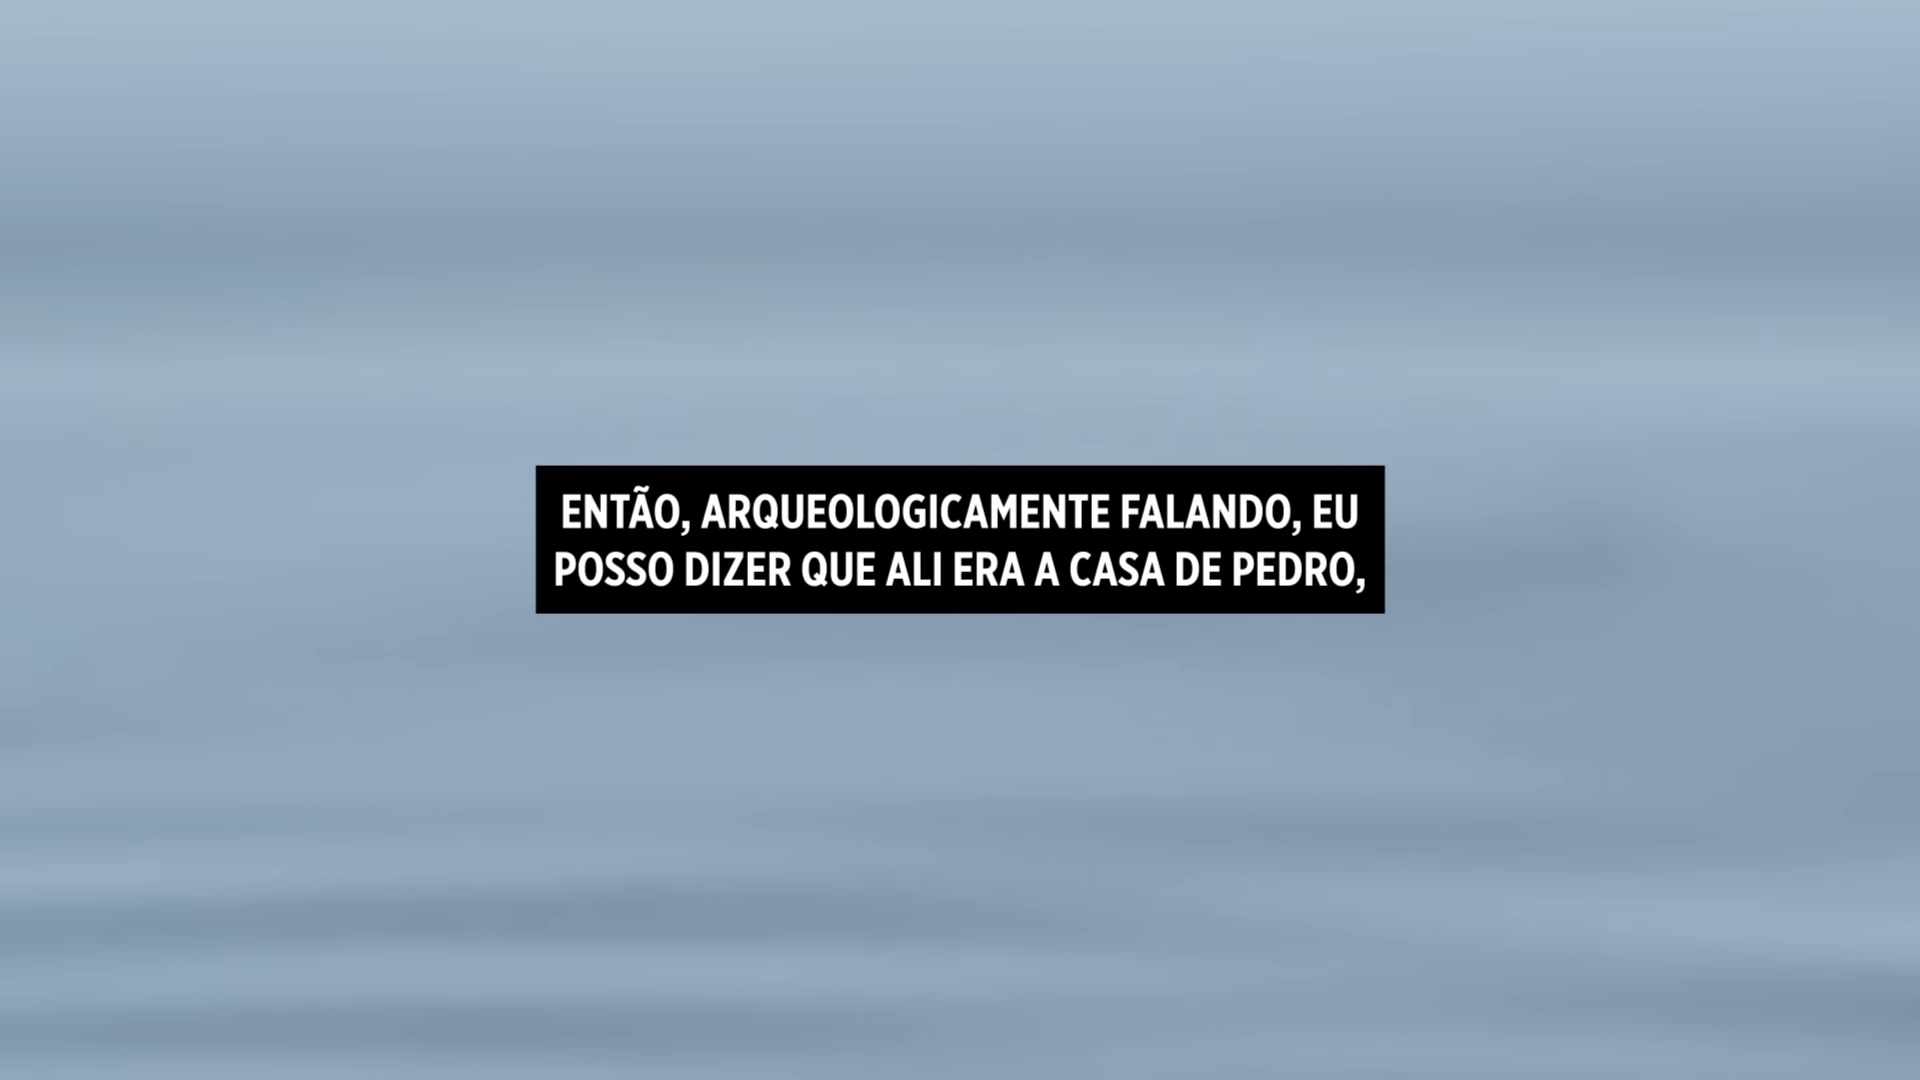 ENTÃO, ARQUEOLOGICAMENTE FALANDO, EU
POSSO DIZER QUE ALI ERA A CASA DE PEDRO,